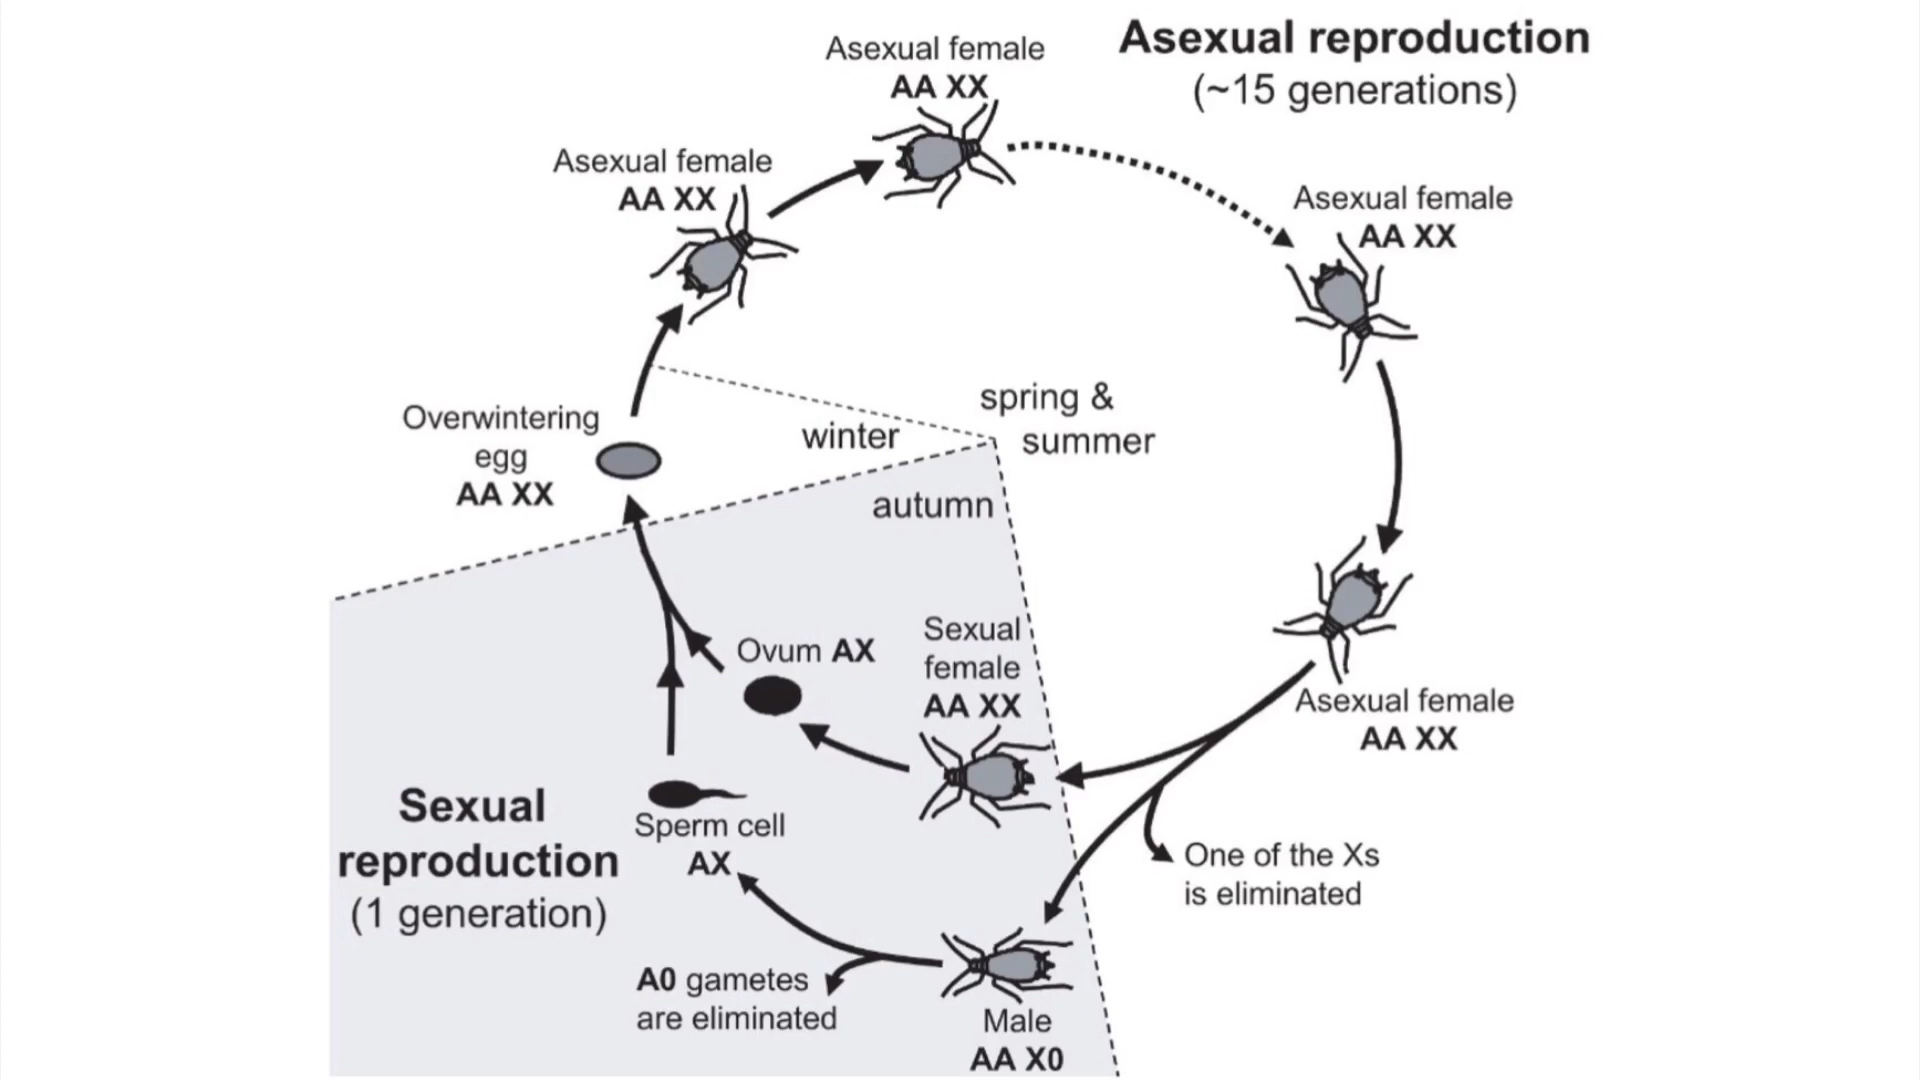 Asexual reproduction
(~15 generations)
Asexual female
AA XX
Asexual female
AA XX
Asexual female
AA XX
spring &
summer
winter
autumn
Overwintering
egg
AA XX
Asexual female
AA XX
Sexual
female
AA XX
Ovum AX
One of the Xs
is eliminated
Sperm cell
AX
Sexual
reproduction
(1 generation)
A0 gametes
are eliminated
Male
AA X0